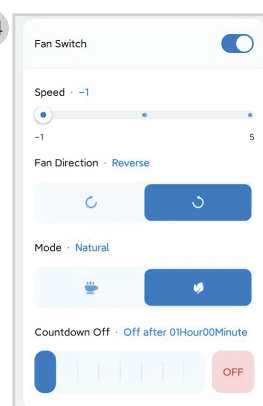 Fan Switch
Speed · -1
-1 5
Fan Direction · Reverse
Mode · Natural
Countdown Off · Off after 01Hour00Minute
OFF